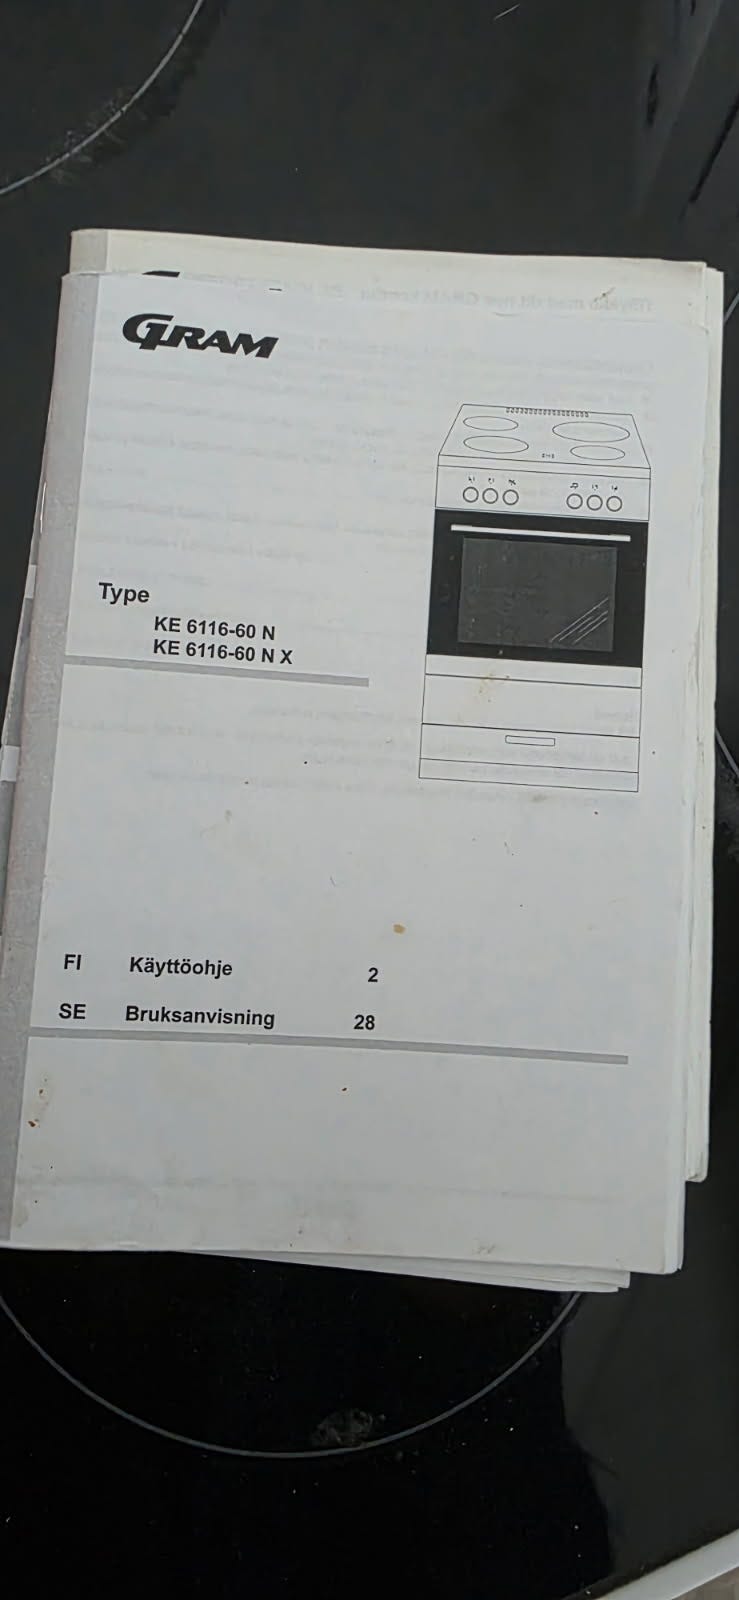 GRAM
Type
KE 6116-60 N
KE 6116-60 N X
FI Käyttöohje 2
SE Bruksanvisning 28